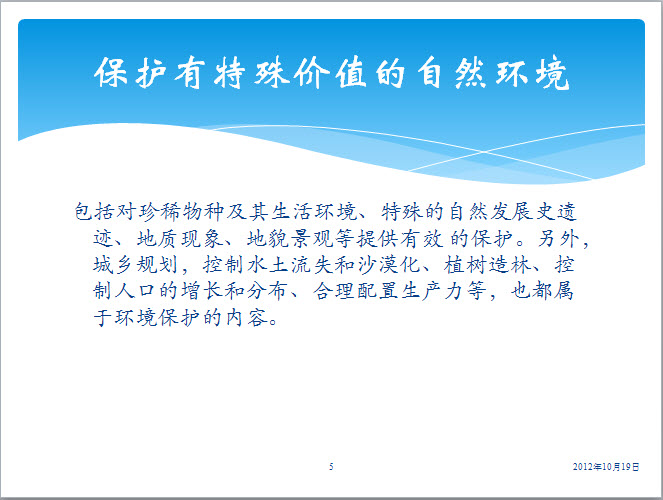 保护有特殊价值的自然环境
包括对珍稀物种及其生活环境、特殊的自然发展史遗
迹、地质现象、地貌景观等提供有效 的保护。另外，
城乡规划，控制水土流失和沙漠化、植树造林、控
制人口的增长和分布、合理配置生产力等，也都属
于环境保护的内容。
5
2012年10月19日